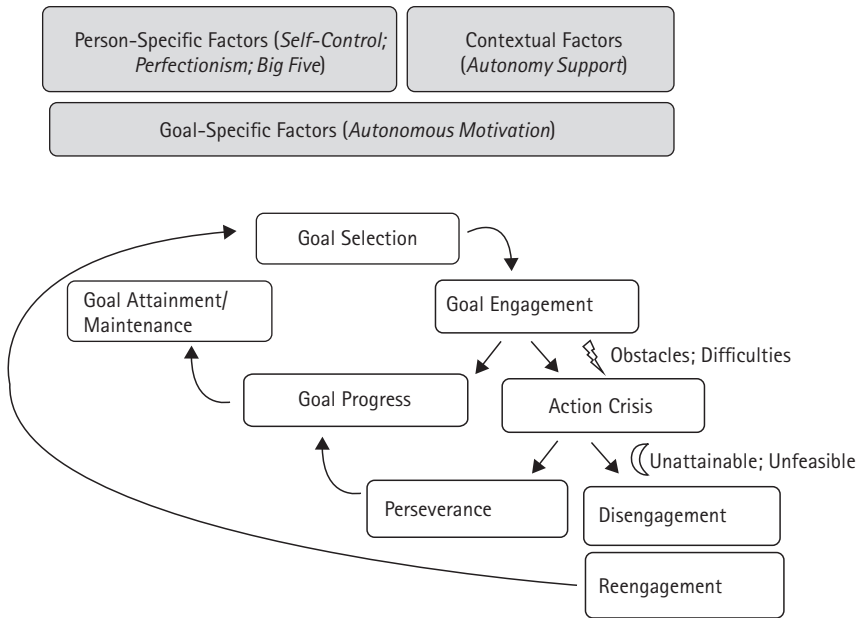 Person-Specific Factors (Self-Control;
Perfectionism; Big Five)
Contextual Factors
(Autonomy Support)
Goal-Specific Factors (Autonomous Motivation)
Goal Selection
Goal Attainment/
Maintenance
Goal Engagement
Obstacles; Difficulties
Goal Progress
Action Crisis
Unattainable; Unfeasible
Perseverance
Disengagement
Reengagement